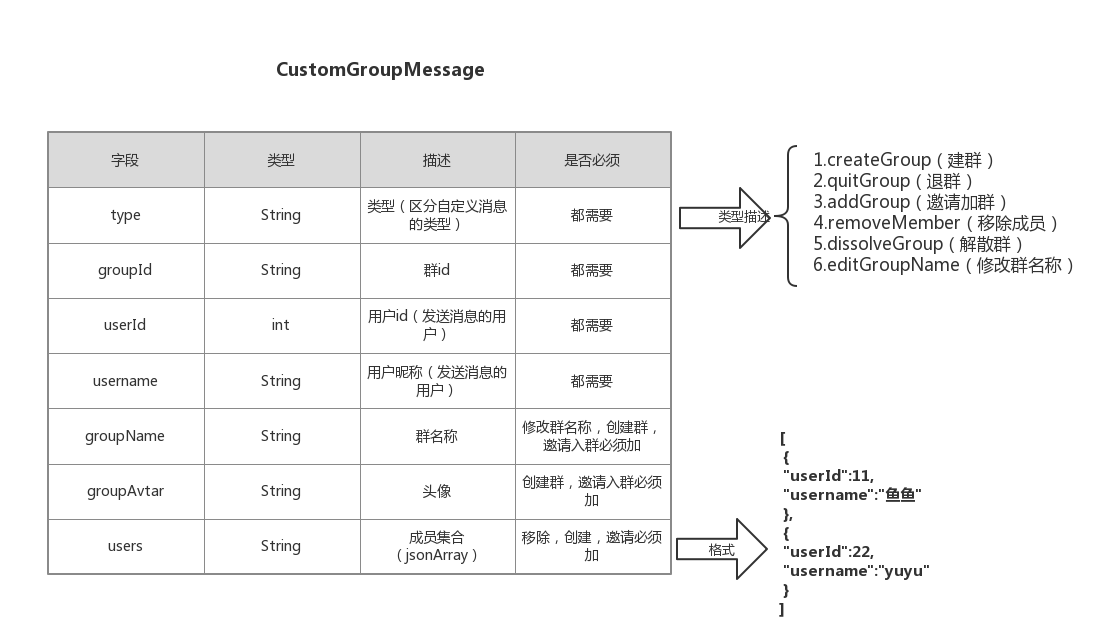 CustomGroupMessage
字段 类型 描述 是否必须
type String 类型（区分自定义消息
的类型） 都需要
groupId String 群id 都需要
userId int 用户id（发送消息的用
户） 都需要
username String 用户昵称（发送消息的
用户） 都需要
groupName String 群名称 修改群名称，创建群，
邀请入群必须加
groupAvtar String 头像 创建群，邀请入群必须
加
users String 成员集合
（jsonArray） 移除，创建，邀请必须
加
类型描述
1.createGroup（建群）
2.quitGroup（退群）
3.addGroup（邀请加群）
4.removeMember（移除成员）
5.dissolveGroup（解散群）
6.editGroupName（修改群名称）
格式
[
{
"userId":11,
"username":"鱼鱼"
},
{
"userId":22,
"username":"yuyu"
}
]